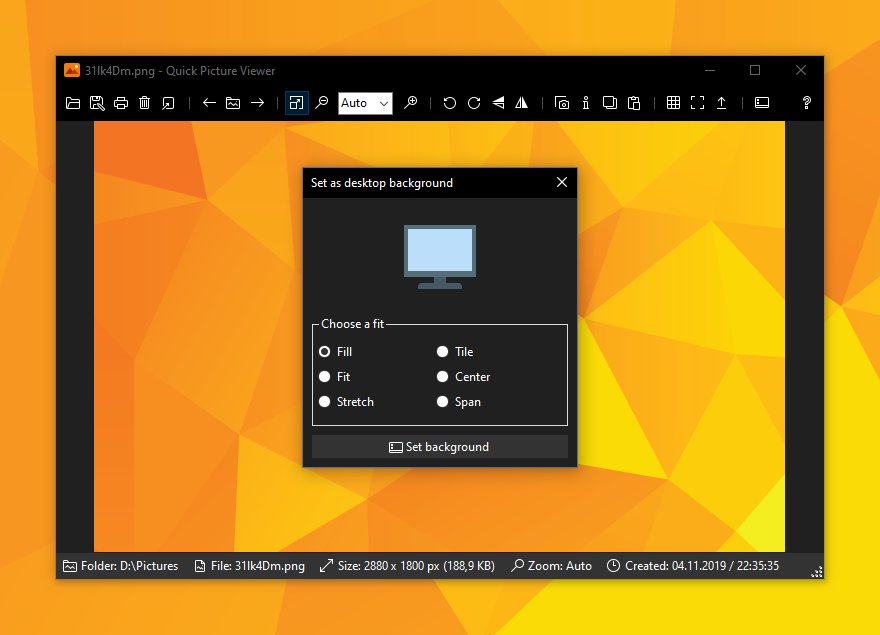 31lk4Dm.png - Quick Picture Viewer
Auto
Set as desktop background
Choose a fit
Fill Tile
Fit Center
Stretch Span
Set background
Folder: D:\Pictures File: 31lk4Dm.png Size: 2880 x 1800 px (188,9 KB) Zoom: Auto Created: 04.11.2019 / 22:35:35